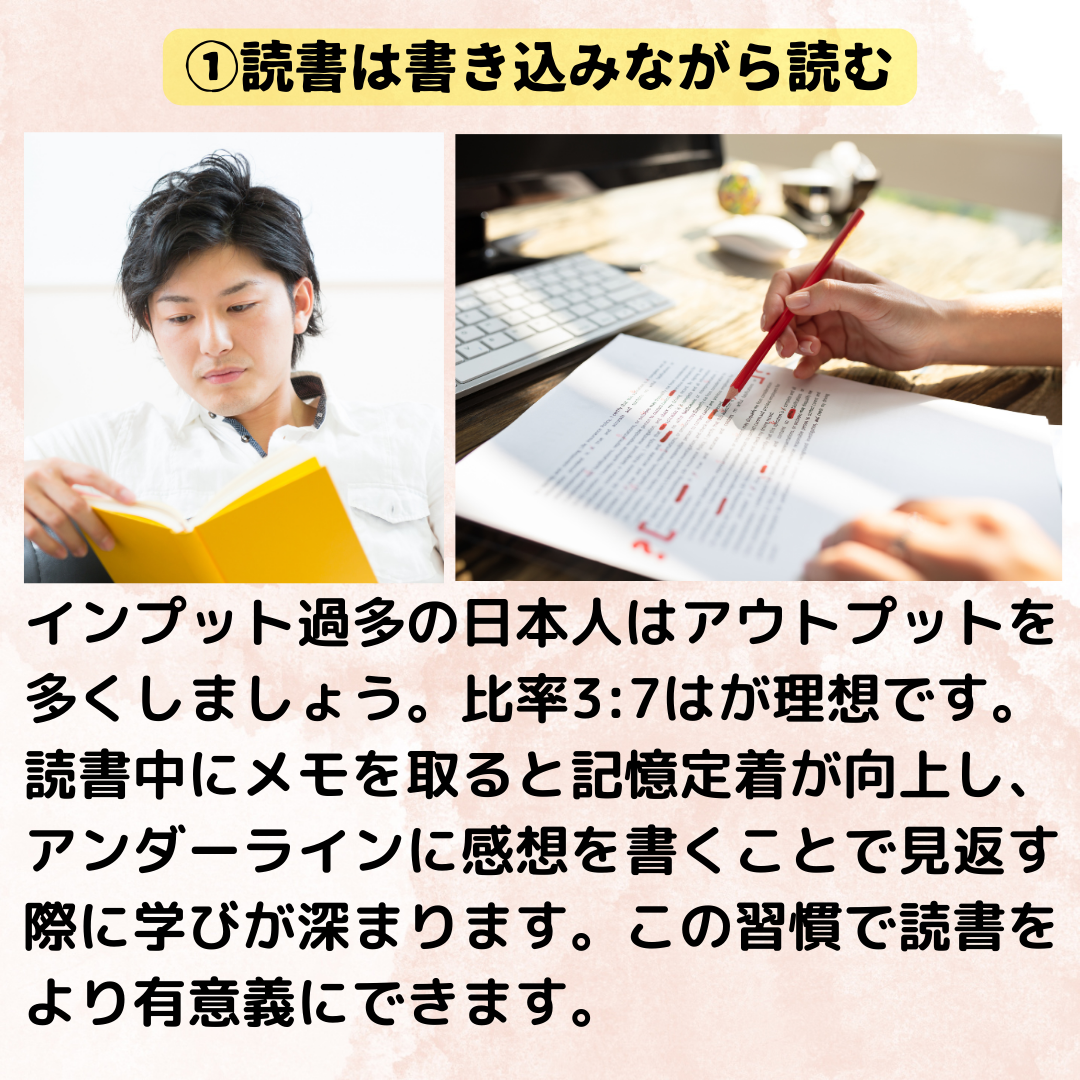 ①読書は書き込みながら読む
インプット過多の日本人はアウトプットを
多くしましょう。比率3:7はが理想です。
読書中にメモを取ると記憶定着が向上し、
アンダーラインに感想を書くことで見返す
際に学びが深まります。この習慣で読書を
より有意義にできます。